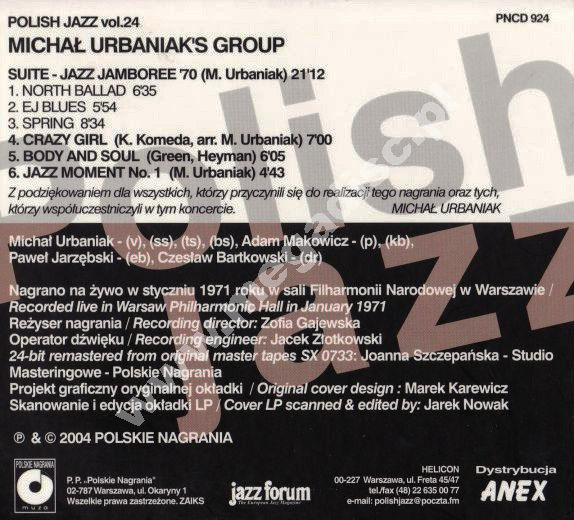 POLISH JAZZ vol.24
PNCD 924
MICHAŁ URBANIAK'S GROUP
SUITE - JAZZ JAMBOREE '70 (M. Urbaniak) 21'12
1. NORTH BALLAD 6'35
2. EJ BLUES 5'54
3. SPRING 8'34
4. CRAZY GIRL (K. Komeda, arr. M. Urbaniak) 7'00
5. BODY AND SOUL (Green, Heyman) 6'05
6. JAZZ MOMENT No. 1 (M. Urbaniak) 4'43
Z podziękowaniem dla wszystkich, którzy przyczynili się do realizacji tego nagrania oraz tych,
którzy współuczestniczyli w tym koncercie. MICHAŁ URBANIAK
Polish
jazz
Michał Urbaniak - (v), (ss), (ts), (bs), Adam Makowicz - (p), (kb),
Paweł Jarzębski - (eb), Czesław Bartkowski - (dr)
Nagrano na żywo w styczniu 1971 roku w sali Filharmonii Narodowej w Warszawie /
Recorded live in Warsaw Philharmonic Hall in January 1971
Reżyser nagrania / Recording director: Zofia Gajewska
Operator dźwięku / Recording engineer: Jacek Złotkowski
24-bit remastered from original master tapes SX 0733: Joanna Szczepańska - Studio
Masteringowe - Polskie Nagrania
Projekt graficzny oryginalnej okładki / Original cover design : Marek Karewicz
Skanowanie i edycja okładki LP / Cover LP scanned & edited by: Jarek Nowak
Ⓟ & © 2004 POLSKIE NAGRANIA
POLSKIE NAGRANIA
muza
P. P. „Polskie Nagrania"
02-787 Warszawa, ul. Okaryny 1
Wszelkie prawa zastrzeżone. ZAIKS
jazz forum
The European Jazz Magazine
HELICON
00-227 Warszawa, ul. Freta 45/47
tel./fax (48) 22 635 00 77
e-mail: polishjazz@poczta.fm
Dystrybucja
ANEX